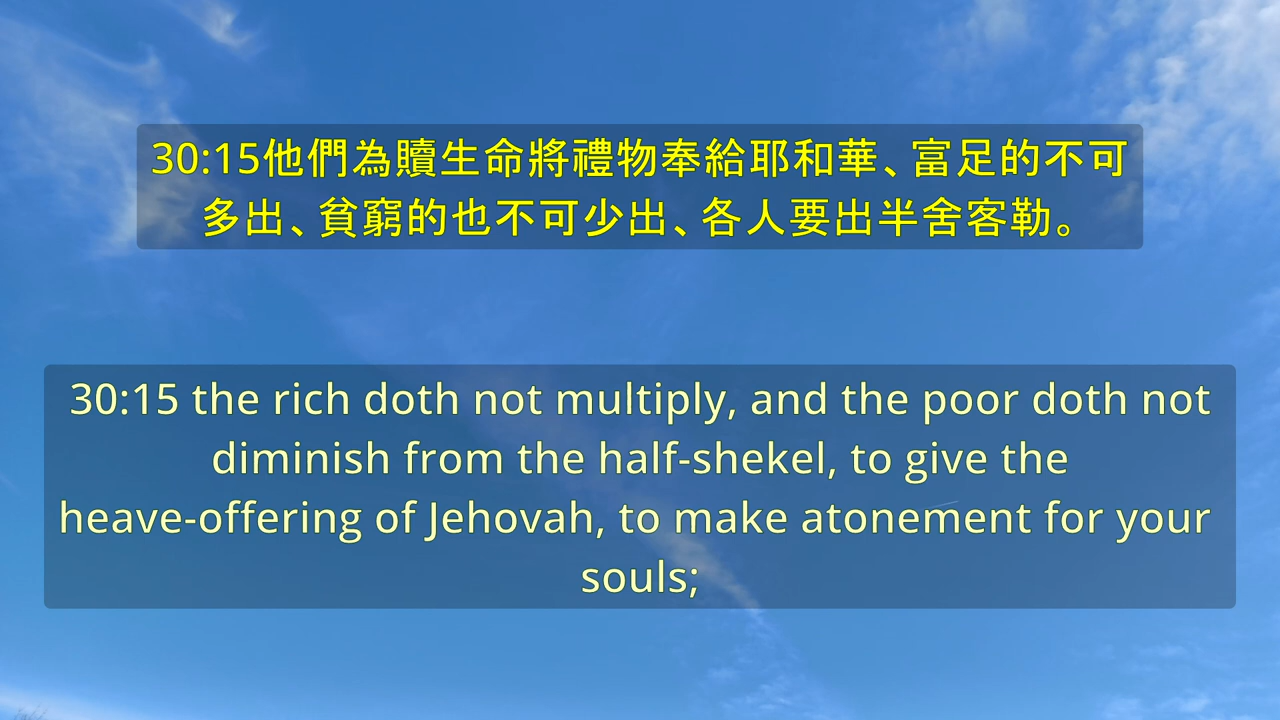 30:15他們為贖生命將禮物奉給耶和華、富足的不可
多出、貧窮的也不可少出、各人要出半舍客勒。
30:15 the rich doth not multiply, and the poor doth not
diminish from the half-shekel, to give the
heave-offering of Jehovah, to make atonement for your
souls;